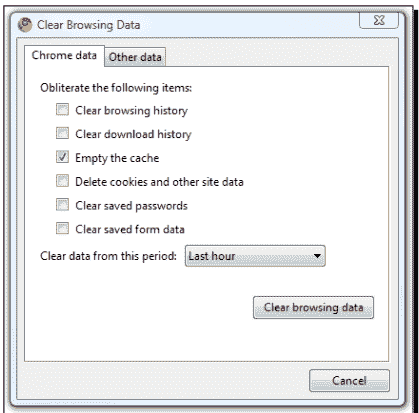 Clear Browsing Data
Chrome data Other data
Obliterate the following items:
Clear browsing history
Clear download history
Empty the cache
Delete cookies and other site data
Clear saved passwords
Clear saved form data
Clear data from this period: Last hour
Clear browsing data
Cancel